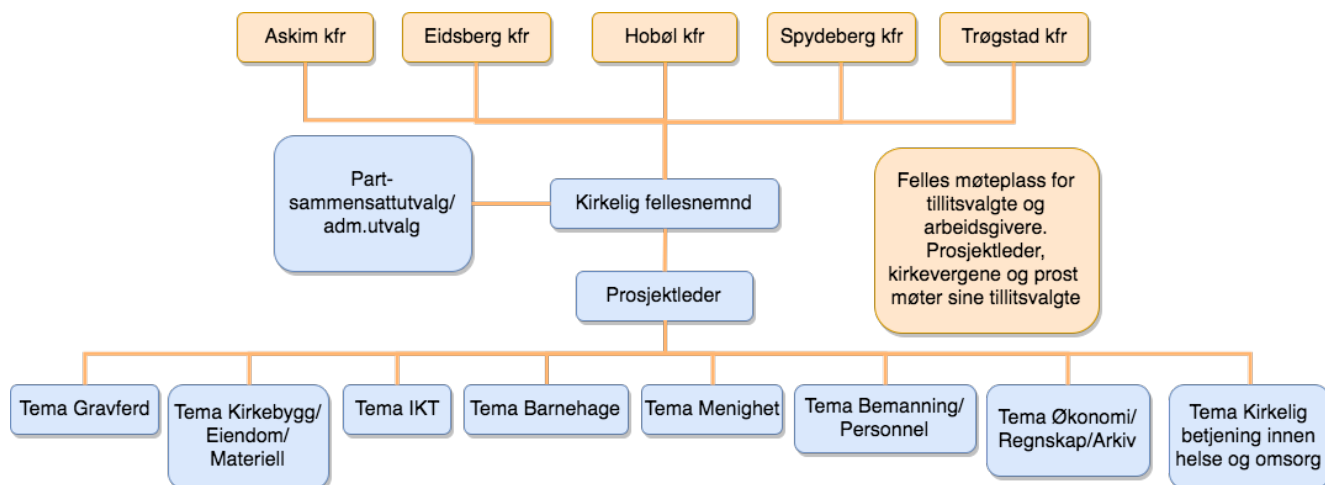 Askim kfr
Eidsberg kfr
Hobøl kfr
Spydeberg kfr
Trøgstad kfr
Part-
sammensattutvalg/
adm.utvalg
Kirkelig fellesnemnd
Felles møteplass for
tillitsvalgte og
arbeidsgivere.
Prosjektleder,
kirkevergene og prost
møter sine tillitsvalgte
Prosjektleder
Tema Gravferd
Tema Kirkebygg/
Eiendom/
Materiell
Tema IKT
Tema Barnehage
Tema Menighet
Tema Bemanning/
Personnel
Tema Økonomi/
Regnskap/Arkiv
Tema Kirkelig
betjening innen
helse og omsorg